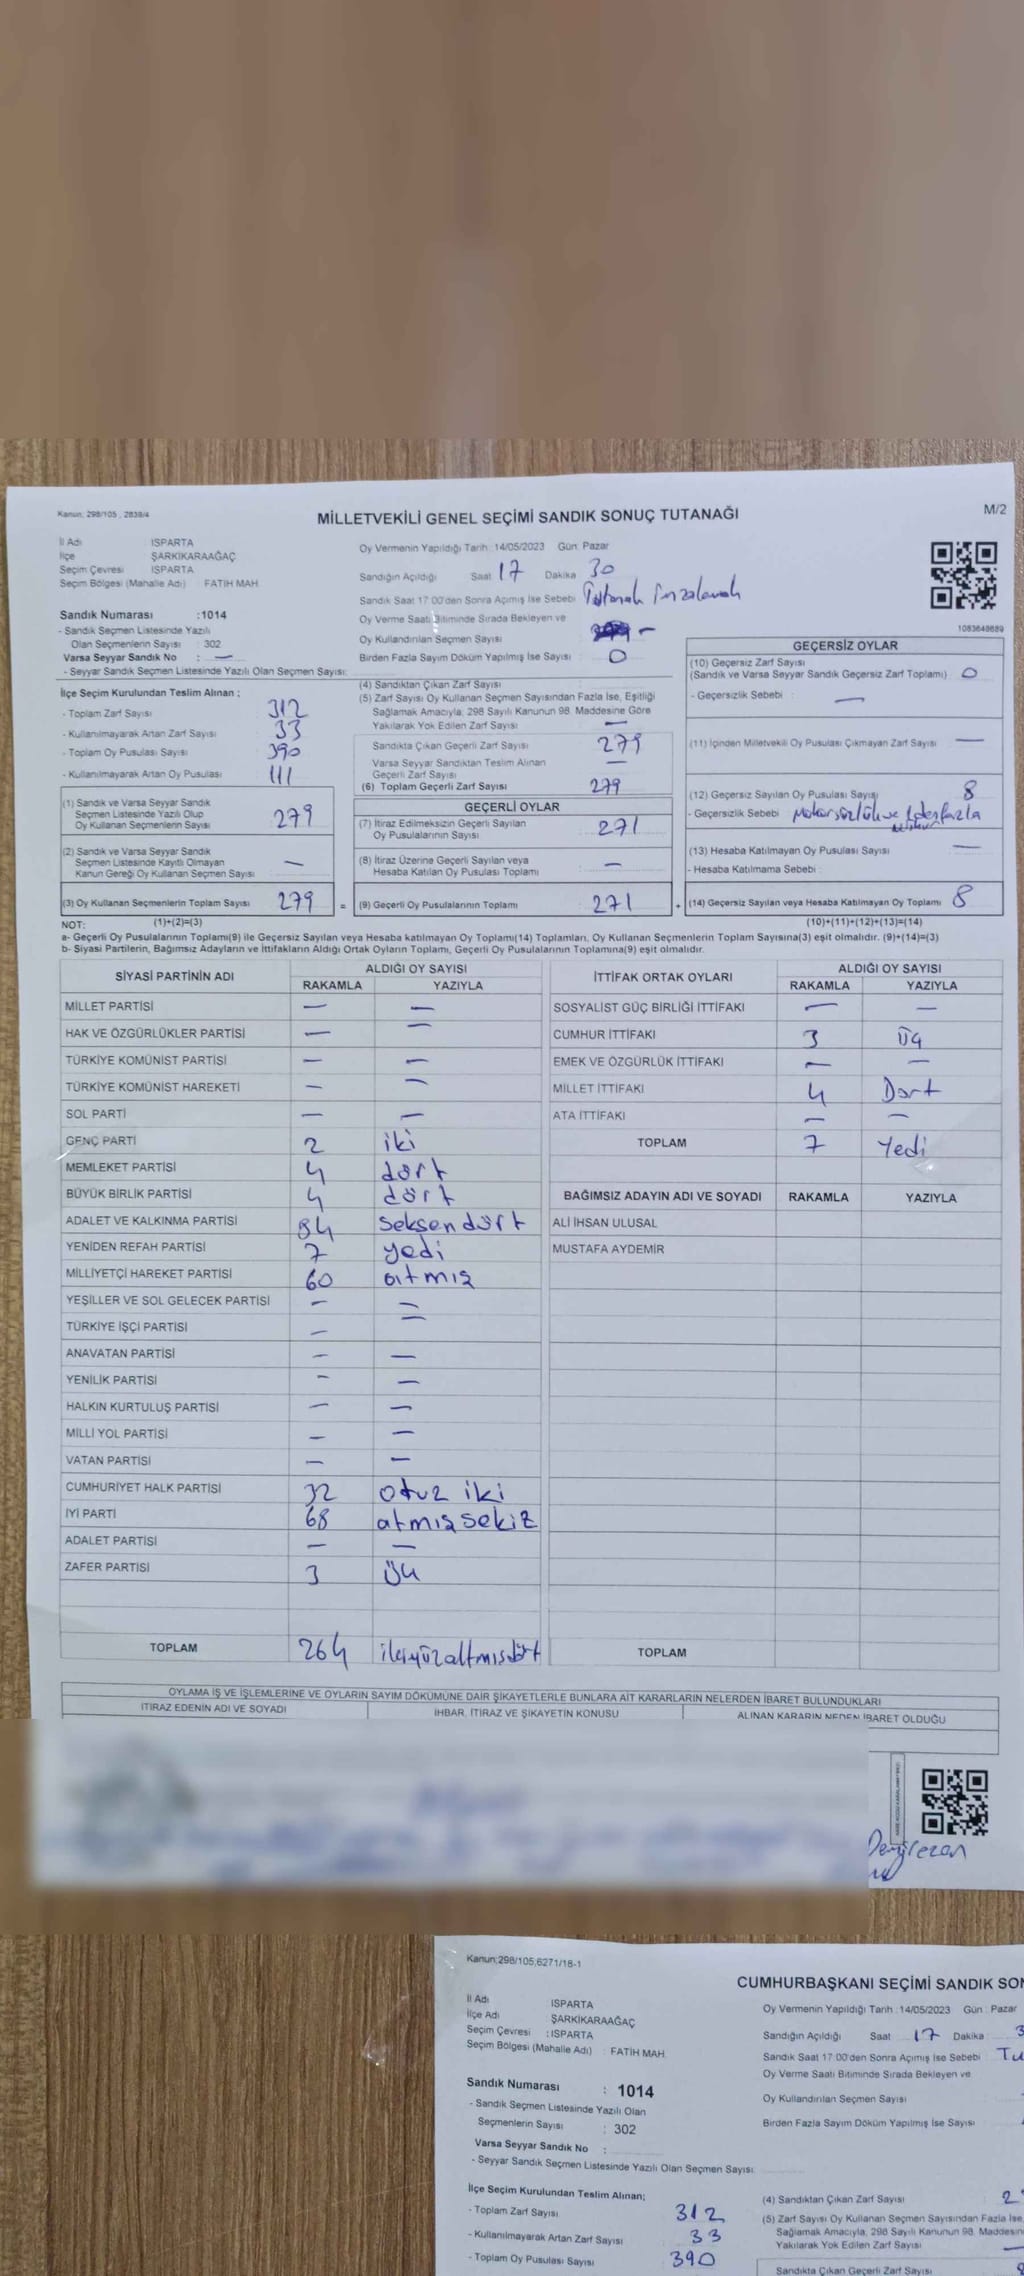 Kanun; 298/105 , 2839/4
MİLLETVEKİLİ GENEL SEÇİMİ SANDIK SONUÇ TUTANAĞI
M/2
İl Adı ISPARTA
İlçe ŞARKİKARAAĞAÇ
Seçim Çevresi ISPARTA
Seçim Bölgesi (Mahalle Adı) FATİH MAH.
Sandık Numarası :1014
- Sandık Seçmen Listesinde Yazılı
Olan Seçmenlerin Sayısı : 302
Varsa Seyyar Sandık No : —
- Seyyar Sandık Seçmen Listesinde Yazılı Olan Seçmen Sayısı:
Oy Vermenin Yapıldığı Tarih :14/05/2023 Gün: Pazar
Sandığın Açıldığı Saat 17 Dakika 30
Sandık Saat 17:00'den Sonra Açımış İse Sebebi Tutanak imzalamak
Oy Verme Saati Bitiminde Sırada Bekleyen ve
Oy Kullandırılan Seçmen Sayısı —
Birden Fazla Sayım Döküm Yapılmış İse Sayısı : 0
1083648689
İlçe Seçim Kurulundan Teslim Alınan ;
- Toplam Zarf Sayısı 312
- Kullanılmayarak Artan Zarf Sayısı 33
- Toplam Oy Pusulası Sayısı 390
- Kullanılmayarak Artan Oy Pusulası 111
(1) Sandık ve Varsa Seyyar Sandık
Seçmen Listesinde Yazılı Olup
Oy Kullanan Seçmenlerin Sayısı 279
(2) Sandık ve Varsa Seyyar Sandık
Seçmen Listesinde Kayıtlı Olmayan
Kanun Gereği Oy Kullanan Seçmen Sayısı : —
(3) Oy Kullanan Seçmenlerin Toplam Sayısı 279 =
(4) Sandıktan Çıkan Zarf Sayısı
(5) Zarf Sayısı Oy Kullanan Seçmen Sayısından Fazla İse, Eşitliği
Sağlamak Amacıyla, 298 Sayılı Kanunun 98. Maddesine Göre
Yakılarak Yok Edilen Zarf Sayısı : —
Sandıkta Çıkan Geçerli Zarf Sayısı 279
Varsa Seyyar Sandıktan Teslim Alınan —
Geçerli Zarf Sayısı
(6) Toplam Geçerli Zarf Sayısı 279
GEÇERLİ OYLAR
(7) İtiraz Edilmeksizin Geçerli Sayılan
Oy Pusulalarının Sayısı : 271
(8) İtiraz Üzerine Geçerli Sayılan veya
Hesaba Katılan Oy Pusulası Toplamı : —
(9) Geçerli Oy Pusulalarının Toplamı 271 +
GEÇERSİZ OYLAR
(10) Geçersiz Zarf Sayısı
(Sandık ve Varsa Seyyar Sandık Geçersiz Zarf Toplamı) 0
- Geçersizlik Sebebi : —
(11) İçinden Milletvekili Oy Pusulası Çıkmayan Zarf Sayısı —
(12) Geçersiz Sayılan Oy Pusulası Sayısı 8
- Geçersizlik Sebebi : Mühürsüzlük ve
(13) Hesaba Katılmayan Oy Pusulası Sayısı —
- Hesaba Katılmama Sebebi :
(14) Geçersiz Sayılan veya Hesaba Katılmayan Oy Toplamı 8
NOT: (1)+(2)=(3) (10)+(11)+(12)+(13)=(14)
a- Geçerli Oy Pusulalarının Toplamı(9) ile Geçersiz Sayılan veya Hesaba katılmayan Oy Toplamı(14) Toplamları, Oy Kullanan Seçmenlerin Toplam Sayısına(3) eşit olmalıdır. (9)+(14)=(3)
b- Siyasi Partilerin, Bağımsız Adayların ve İttifakların Aldığı Ortak Oyların Toplamı, Geçerli Oy Pusulalarının Toplamına(9) eşit olmalıdır.
SİYASİ PARTİNİN ADI ALDIĞI OY SAYISI
RAKAMLA YAZIYLA
MİLLET PARTİSİ — —
HAK VE ÖZGÜRLÜKLER PARTİSİ — —
TÜRKİYE KOMÜNİST PARTİSİ — —
TÜRKİYE KOMÜNİST HAREKETİ — —
SOL PARTİ — —
GENÇ PARTİ 2 iki
MEMLEKET PARTİSİ 4 dört
BÜYÜK BİRLİK PARTİSİ 4 dört
ADALET VE KALKINMA PARTİSİ 84 seksendört
YENİDEN REFAH PARTİSİ 7 yedi
MİLLİYETÇİ HAREKET PARTİSİ 60 atmış
YEŞİLLER VE SOL GELECEK PARTİSİ — —
TÜRKİYE İŞÇİ PARTİSİ — —
ANAVATAN PARTİSİ — —
YENİLİK PARTİSİ — —
HALKIN KURTULUŞ PARTİSİ — —
MİLLİ YOL PARTİSİ — —
VATAN PARTİSİ — —
CUMHURİYET HALK PARTİSİ 32 otuz iki
İYİ PARTİ 68 atmışsekiz
ADALET PARTİSİ — —
ZAFER PARTİSİ 3 üç
TOPLAM 264 ikiyüzaltmışdört
İTTİFAK ORTAK OYLARI ALDIĞI OY SAYISI
RAKAMLA YAZIYLA
SOSYALİST GÜÇ BİRLİĞİ İTTİFAKI — —
CUMHUR İTTİFAKI 3 Üç
EMEK VE ÖZGÜRLÜK İTTİFAKI — —
MİLLET İTTİFAKI 4 Dört
ATA İTTİFAKI — —
TOPLAM 7 Yedi
BAĞIMSIZ ADAYIN ADI VE SOYADI RAKAMLA YAZIYLA
ALİ İHSAN ULUSAL
MUSTAFA AYDEMİR
TOPLAM
OYLAMA İŞ VE İŞLEMLERİNE VE OYLARIN SAYIM DÖKÜMÜNE DAİR ŞİKAYETLERLE BUNLARA AİT KARARLARIN NELERDEN İBARET BULUNDUKLARI
İTİRAZ EDENİN ADI VE SOYADI İHBAR, İTİRAZ VE ŞİKAYETİN KONUSU ALINAN KARARIN NEDEN İBARET OLDUĞU
Kanun;298/105;6271/18-1
CUMHURBAŞKANI SEÇİMİ SANDIK SON
İl Adı ISPARTA
İlçe Adı ŞARKİKARAAĞAÇ
Seçim Çevresi : ISPARTA
Seçim Bölgesi (Mahalle Adı) : FATİH MAH.
Sandık Numarası : 1014
- Sandık Seçmen Listesinde Yazılı Olan
Seçmenlerin Sayısı : 302
Varsa Seyyar Sandık No :
- Seyyar Sandık Seçmen Listesinde Yazılı Olan Seçmen Sayısı:
Oy Vermenin Yapıldığı Tarih :14/05/2023 Gün : Pazar
Sandığın Açıldığı Saat 17 Dakika 3
Sandık Saat 17:00'den Sonra Açımış İse Sebebi Tu
Oy Verme Saati Bitiminde Sırada Bekleyen ve
Oy Kullandırılan Seçmen Sayısı
Birden Fazla Sayım Döküm Yapılmış İse Sayısı
İlçe Seçim Kurulundan Teslim Alınan;
- Toplam Zarf Sayısı 312
- Kullanılmayarak Artan Zarf Sayısı 33
- Toplam Oy Pusulası Sayısı 390
(4) Sandıktan Çıkan Zarf Sayısı 2
(5) Zarf Sayısı Oy Kullanan Seçmen Sayısından Fazla İse,
Sağlamak Amacıyla, 298 Sayılı Kanunun 98. Maddesin
Yakılarak Yok Edilen Zarf Sayısı —
Sandıkta Çıkan Geçerli Zarf Sayısı